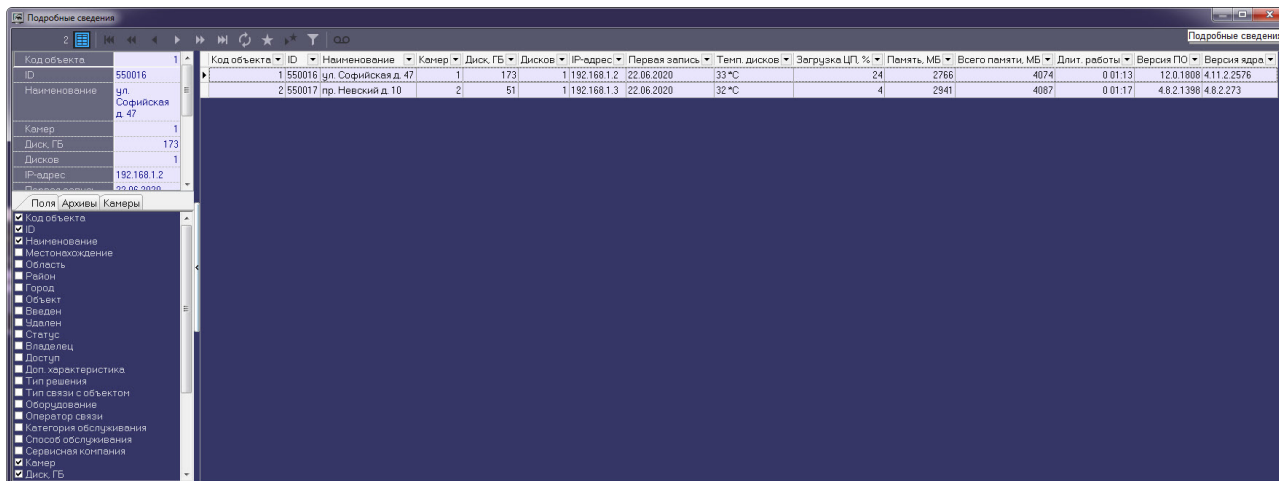 Подробные сведения
2
Подробные сведения
Код объекта 1
ID 550016
Наименование ул. Софийская д. 47
Камер 1
Диск, ГБ 173
Дисков 1
IP-адрес 192.168.1.2
Первая запись 22.06.2020
Поля Архивы Камеры
Код объекта
ID
Наименование
Местонахождение
Область
Район
Город
Объект
Введен
Удален
Статус
Владелец
Доступ
Доп. характеристика
Тип решения
Тип связи с объектом
Оборудование
Оператор связи
Категория обслуживания
Способ обслуживания
Сервисная компания
Камер
Диск, ГБ
Код объекта ID Наименование Камер Диск, ГБ Дисков IP-адрес Первая запись Темп. дисков Загрузка ЦП, % Память, МБ Всего памяти, МБ Длит. работы Версия ПО Версия ядра
1 550016 ул. Софийская д. 47 1 173 1 192.168.1.2 22.06.2020 33 °C 24 2766 4074 0 01:13 12.0.1808 4.11.2.2576
2 550017 пр. Невский д. 10 2 51 1 192.168.1.3 22.06.2020 32 °C 4 2941 4087 0 01:17 4.8.2.1398 4.8.2.273